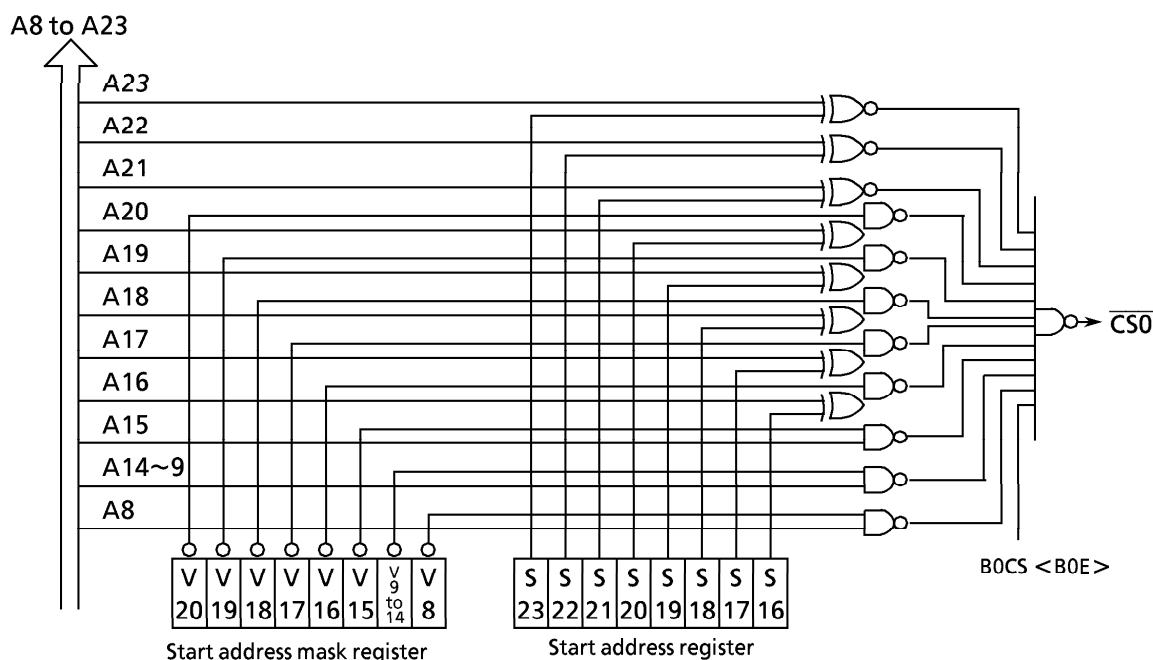 A8 to A23
A23
A22
A21
A20
A19
A18
A17
A16
A15
A14~9
A8
CS0
B0CS <B0E>
V 20
V 19
V 18
V 17
V 16
V 15
V 9 to 14
V 8
Start address mask register
S 23
S 22
S 21
S 20
S 19
S 18
S 17
S 16
Start address register